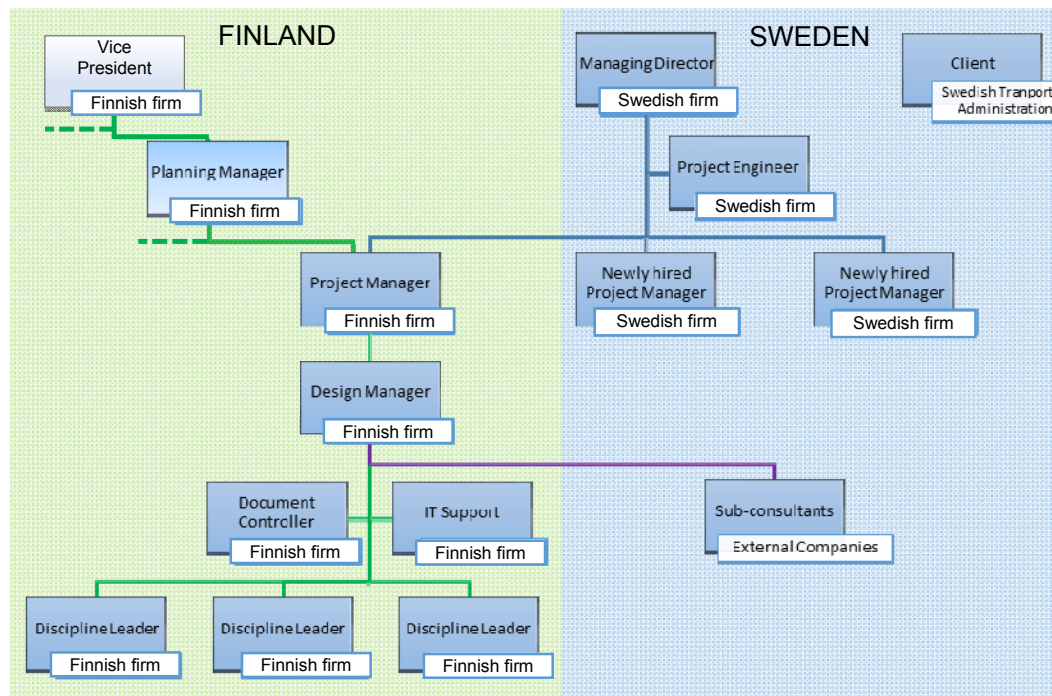 FINLAND
SWEDEN
Vice
President
Finnish firm
Managing Director
Swedish firm
Client
Swedish Tranport
Administration
Planning Manager
Finnish firm
Project Engineer
Swedish firm
Project Manager
Finnish firm
Newly hired
Project Manager
Swedish firm
Newly hired
Project Manager
Swedish firm
Design Manager
Finnish firm
Document
Controller
Finnish firm
IT Support
Finnish firm
Sub-consultants
External Companies
Discipline Leader
Finnish firm
Discipline Leader
Finnish firm
Discipline Leader
Finnish firm